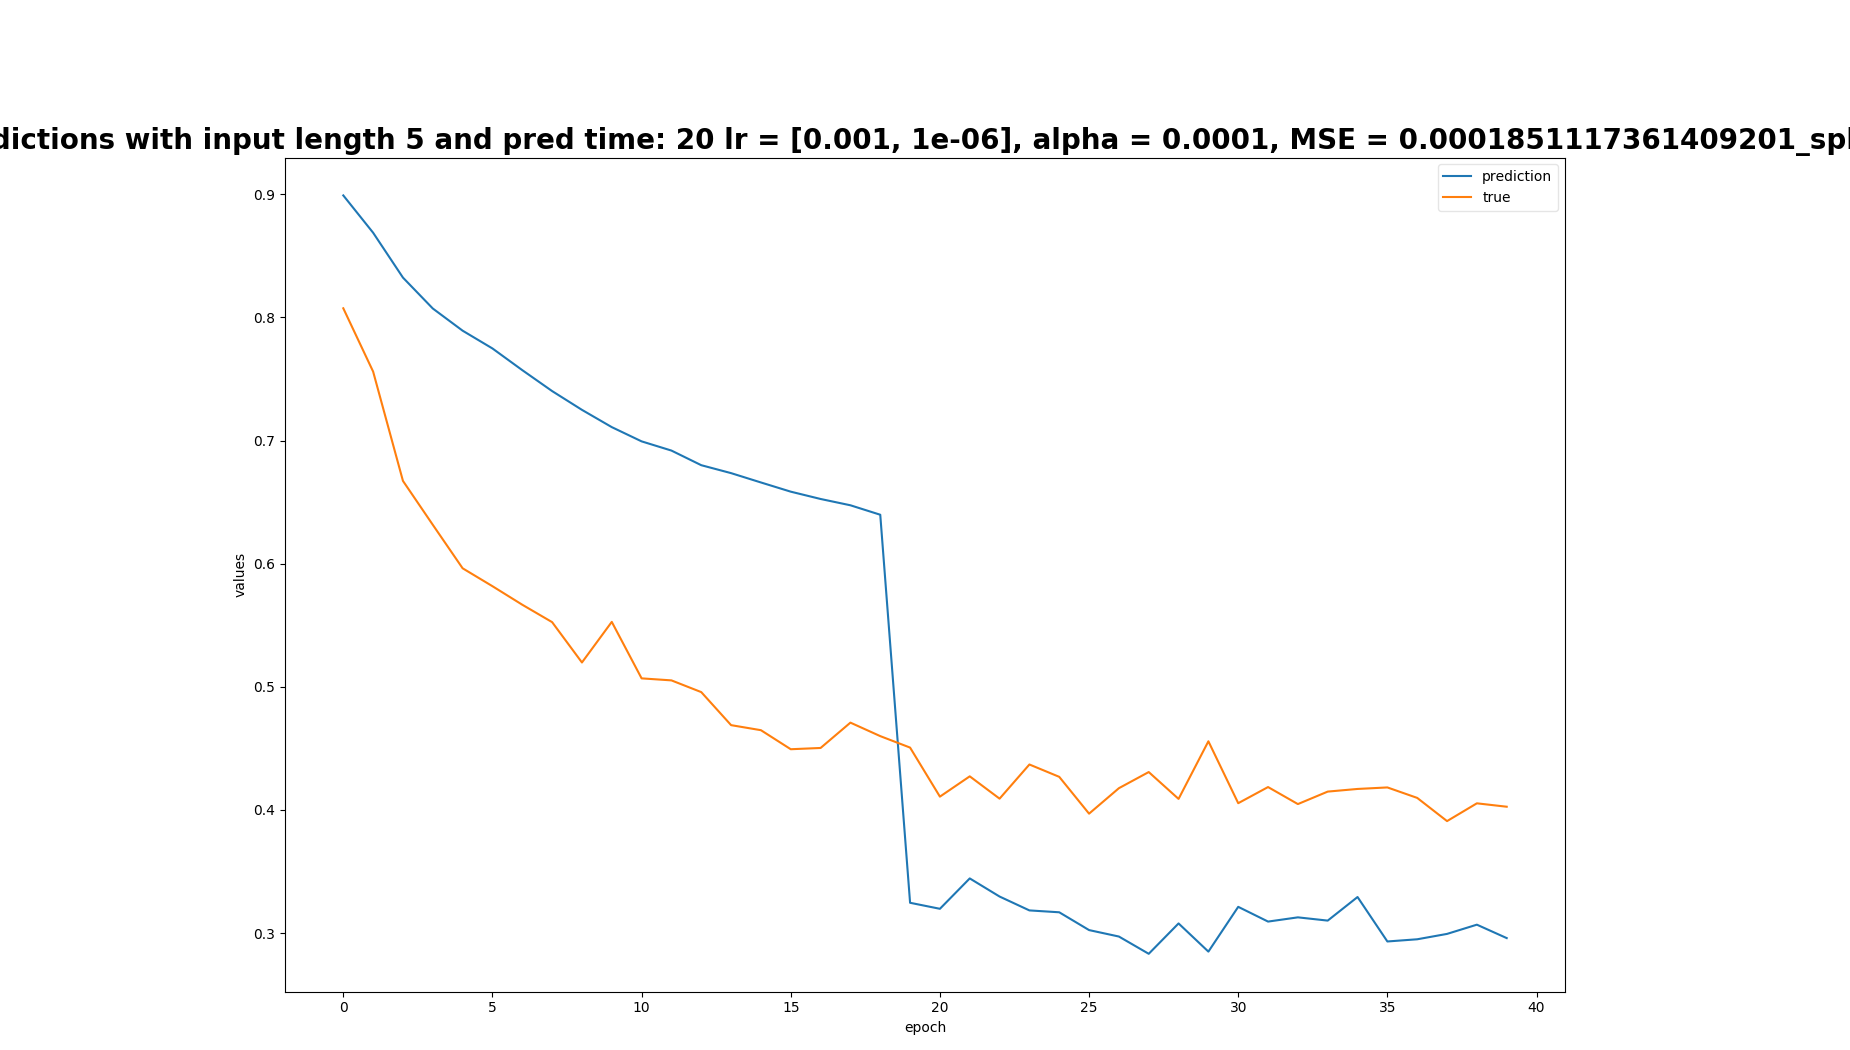 dictions with input length 5 and pred time: 20 lr = [0.001, 1e-06], alpha = 0.0001, MSE = 0.0001851117361409201_spl
prediction
true
0.9
0.8
0.7
0.6
0.5
0.4
0.3
values
0 5 10 15 20 25 30 35 40
epoch